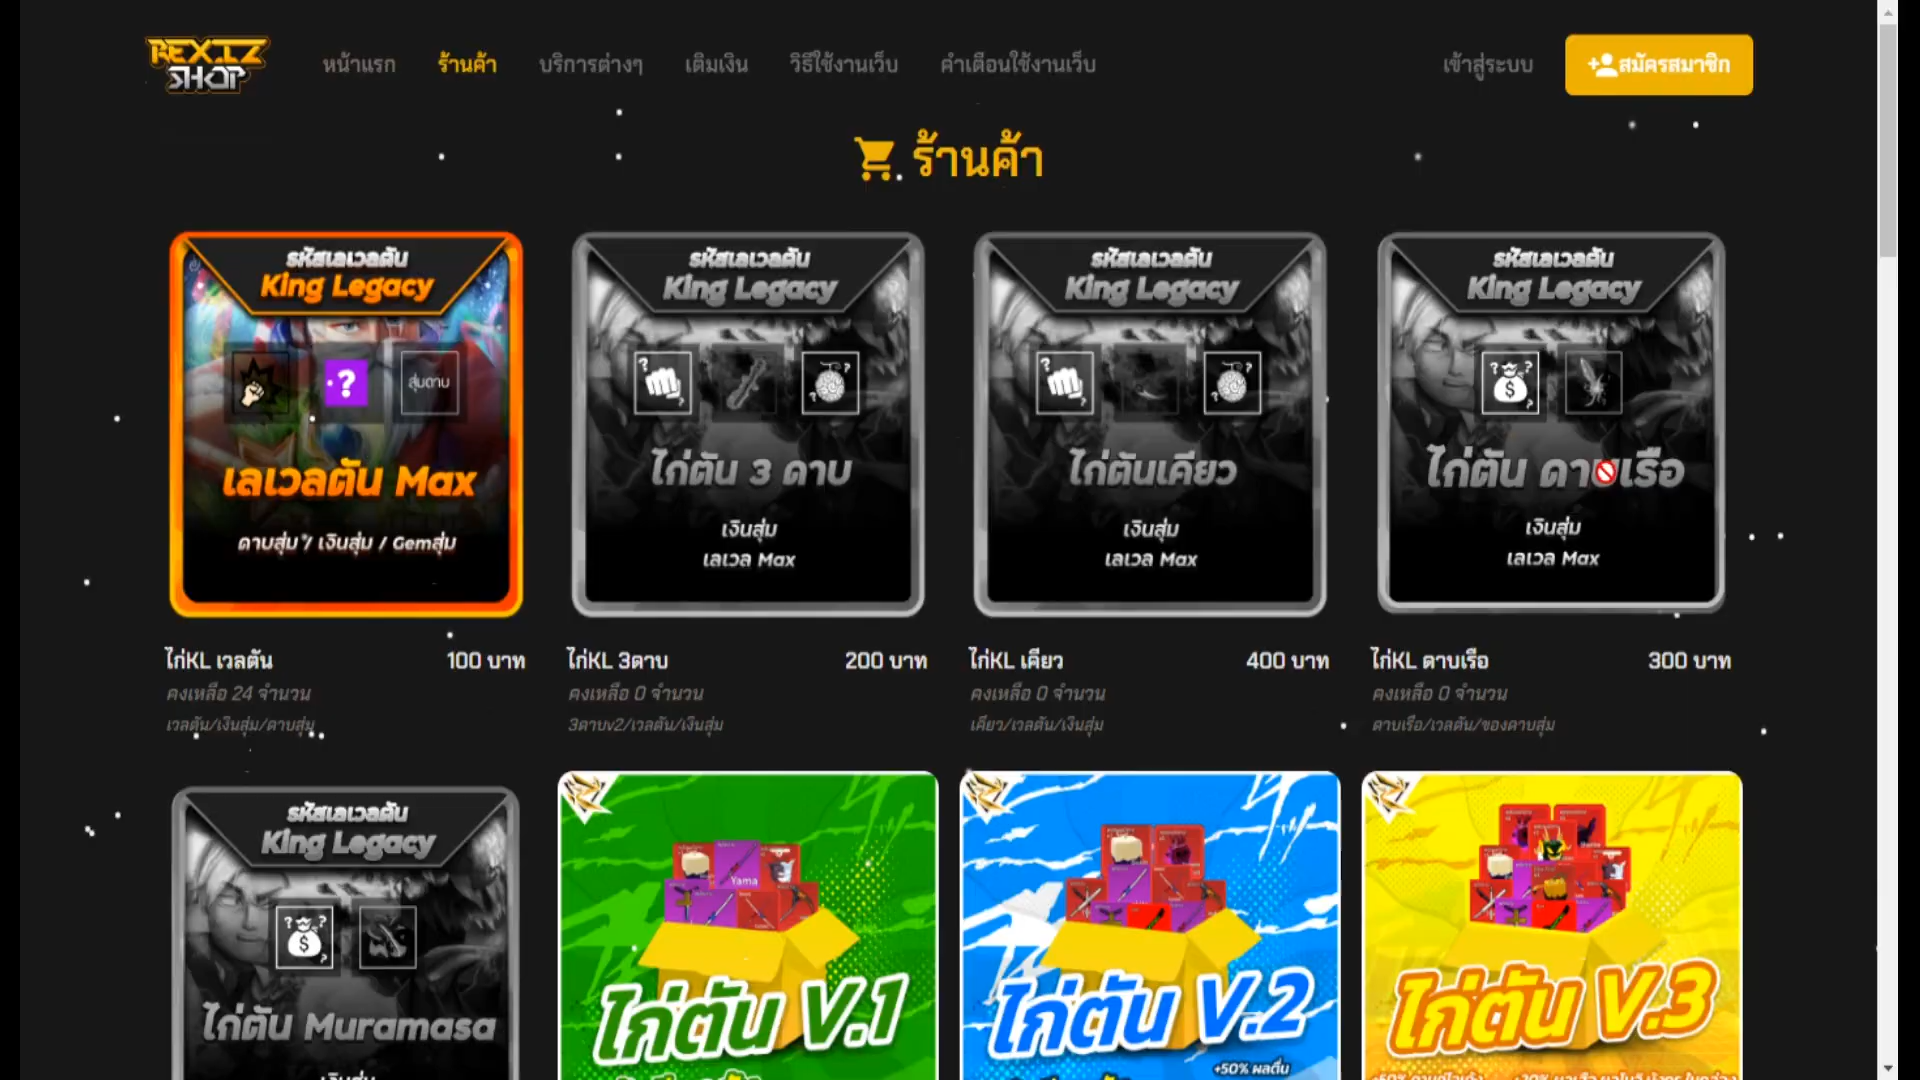 REX.TZ
SHOP
หน้าแรก
ร้านค้า
บริการต่างๆ
เติมเงิน
วิธีใช้งานเว็บ
คำเตือนใช้งานเว็บ
เข้าสู่ระบบ
สมัครสมาชิก
ร้านค้า
รหัสเลเวลตัน
King Legacy
สุ่มดาบ
เลเวลตัน Max
ดาบสุ่ม / เงินสุ่ม / Gemสุ่ม
รหัสเลเวลตัน
King Legacy
ไก่ตัน 3 ดาบ
เงินสุ่ม
เลเวล Max
รหัสเลเวลตัน
King Legacy
ไก่ตันเคียว
เงินสุ่ม
เลเวล Max
รหัสเลเวลตัน
King Legacy
ไก่ตัน ดาบเรือ
เงินสุ่ม
เลเวล Max
ไก่KL เวลตัน 100 บาท
คงเหลือ 24 จำนวน
เวลตัน/เงินสุ่ม/ดาบสุ่ม
ไก่KL 3ดาบ 200 บาท
คงเหลือ 0 จำนวน
3ดาบv2/เวลตัน/เงินสุ่ม
ไก่KL เคียว 400 บาท
คงเหลือ 0 จำนวน
เคียว/เวลตัน/เงินสุ่ม
ไก่KL ดาบเรือ 300 บาท
คงเหลือ 0 จำนวน
ดาบเรือ/เวลตัน/ของดาบสุ่ม
รหัสเลเวลตัน
King Legacy
ไก่ตัน Muramasa
เงินสุ่ม
Yama
ไก่ตัน V.1
ไก่ตัน V.2
+50% ผลตื่น
ไก่ตัน V.3